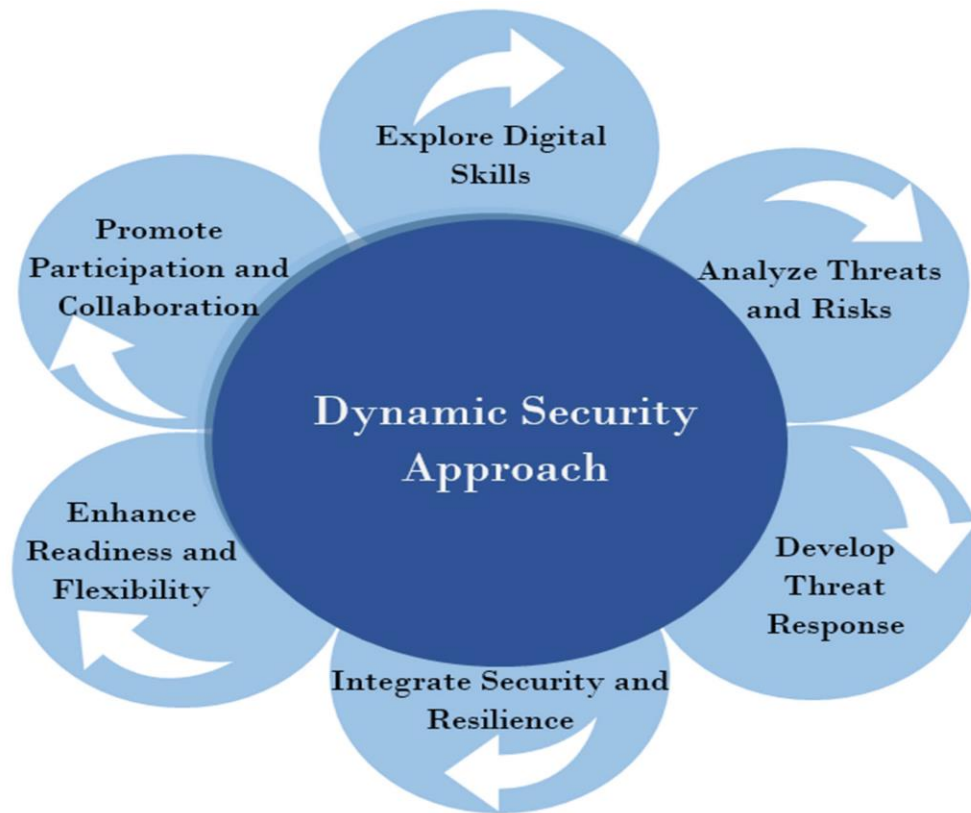 Explore Digital
Skills
Analyze Threats
and Risks
Develop
Threat
Response
Integrate Security and
Resilience
Enhance
Readiness and
Flexibility
Promote
Participation and
Collaboration
Dynamic Security
Approach